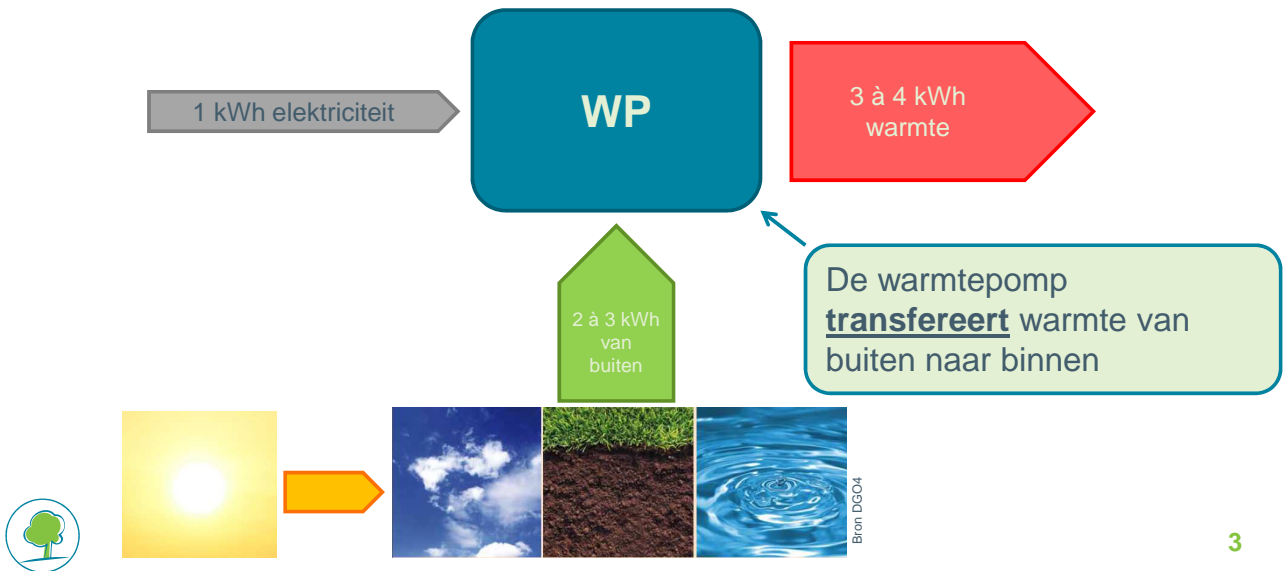 1 kWh elektriciteit
WP
3 à 4 kWh
warmte
2 à 3 kWh
van
buiten
De warmtepomp
transfereert warmte van
buiten naar binnen
Bron DGO4
3